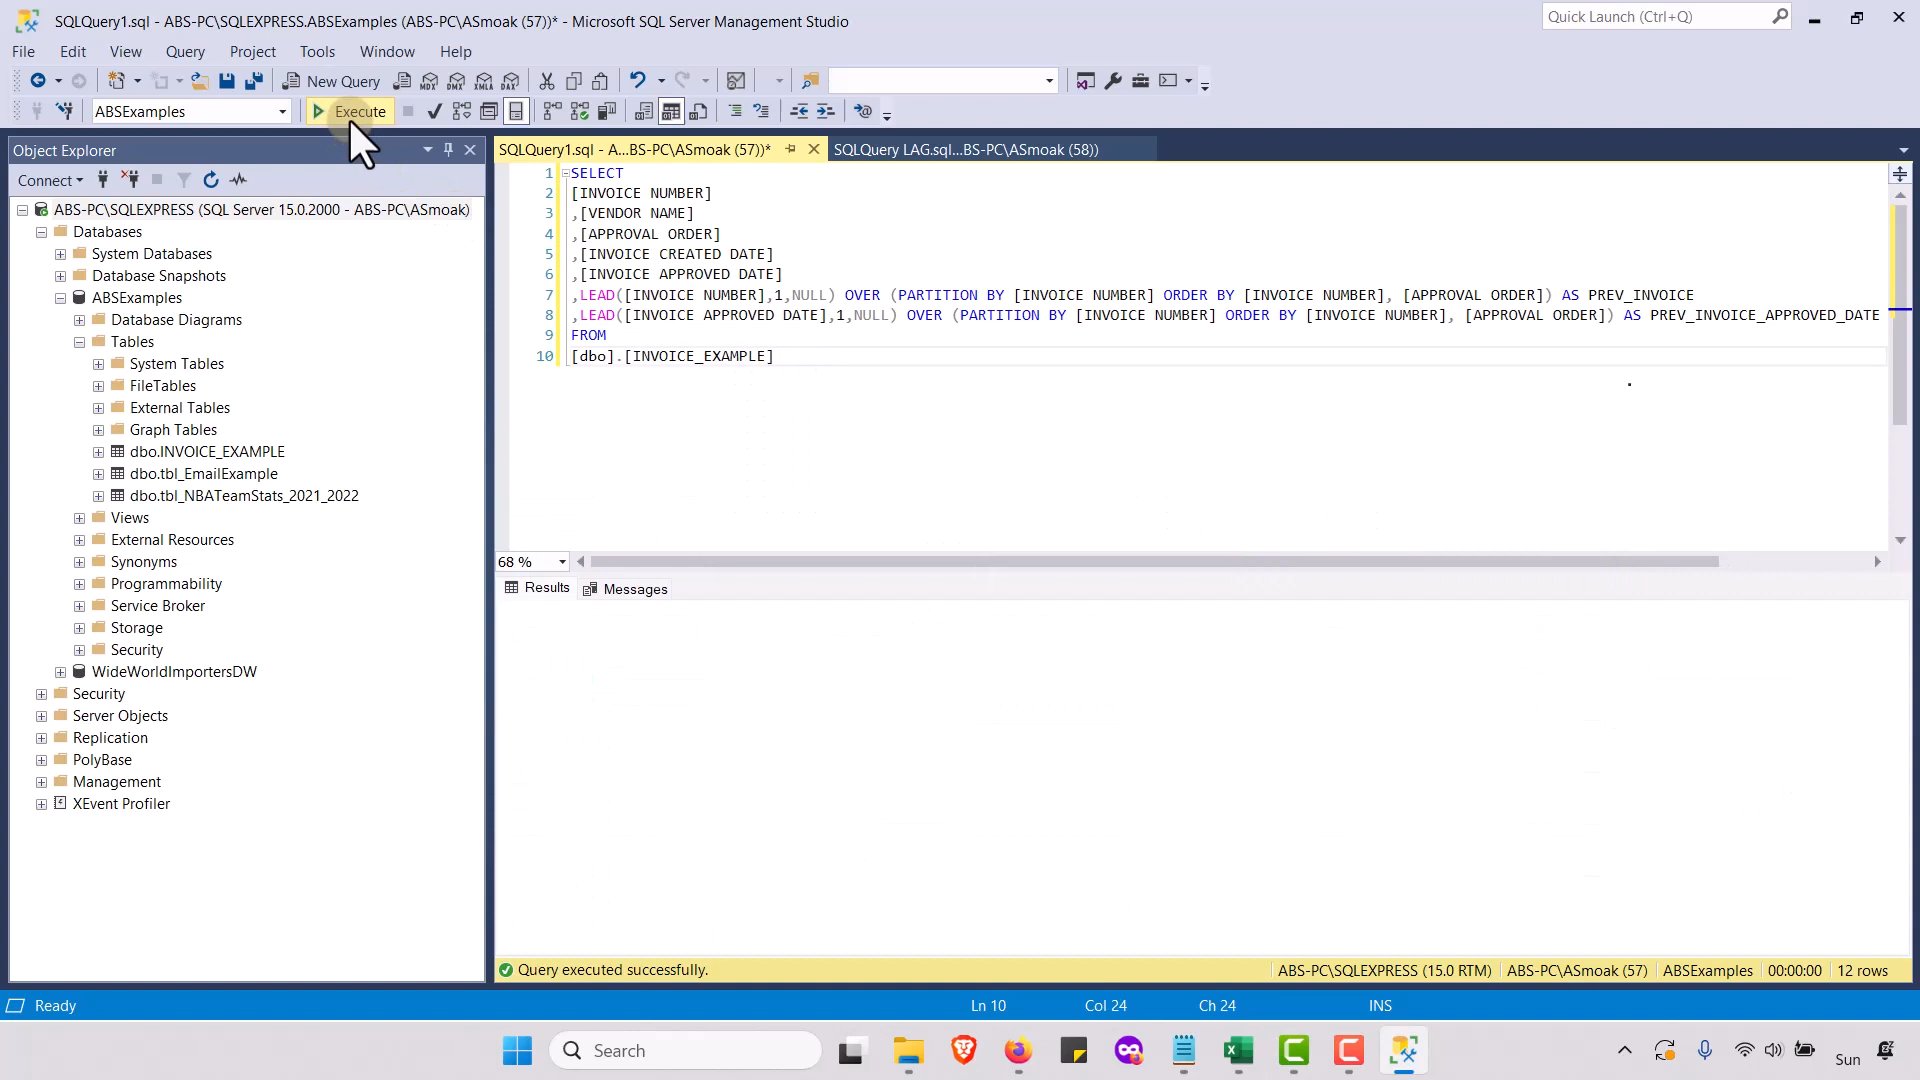 SQLQuery1.sql - ABS-PC\SQLEXPRESS.ABSExamples (ABS-PC\ASmoak (57))* - Microsoft SQL Server Management Studio
Quick Launch (Ctrl+Q)
File Edit View Query Project Tools Window Help
New Query MDX DMX XMLA DAX
ABSExamples Execute
Object Explorer
SQLQuery1.sql - A...BS-PC\ASmoak (57))* SQLQuery LAG.sql...BS-PC\ASmoak (58))
Connect
ABS-PC\SQLEXPRESS (SQL Server 15.0.2000 - ABS-PC\ASmoak)
Databases
System Databases
Database Snapshots
ABSExamples
Database Diagrams
Tables
System Tables
FileTables
External Tables
Graph Tables
dbo.INVOICE_EXAMPLE
dbo.tbl_EmailExample
dbo.tbl_NBATeamStats_2021_2022
Views
External Resources
Synonyms
Programmability
Service Broker
Storage
Security
WideWorldImportersDW
Security
Server Objects
Replication
PolyBase
Management
XEvent Profiler
1 SELECT
2 [INVOICE NUMBER]
3 ,[VENDOR NAME]
4 ,[APPROVAL ORDER]
5 ,[INVOICE CREATED DATE]
6 ,[INVOICE APPROVED DATE]
7 ,LEAD([INVOICE NUMBER],1,NULL) OVER (PARTITION BY [INVOICE NUMBER] ORDER BY [INVOICE NUMBER], [APPROVAL ORDER]) AS PREV_INVOICE
8 ,LEAD([INVOICE APPROVED DATE],1,NULL) OVER (PARTITION BY [INVOICE NUMBER] ORDER BY [INVOICE NUMBER], [APPROVAL ORDER]) AS PREV_INVOICE_APPROVED_DATE
9 FROM
10 [dbo].[INVOICE_EXAMPLE]
68 %
Results Messages
Query executed successfully. ABS-PC\SQLEXPRESS (15.0 RTM) ABS-PC\ASmoak (57) ABSExamples 00:00:00 12 rows
Ready Ln 10 Col 24 Ch 24 INS
Search
Sun